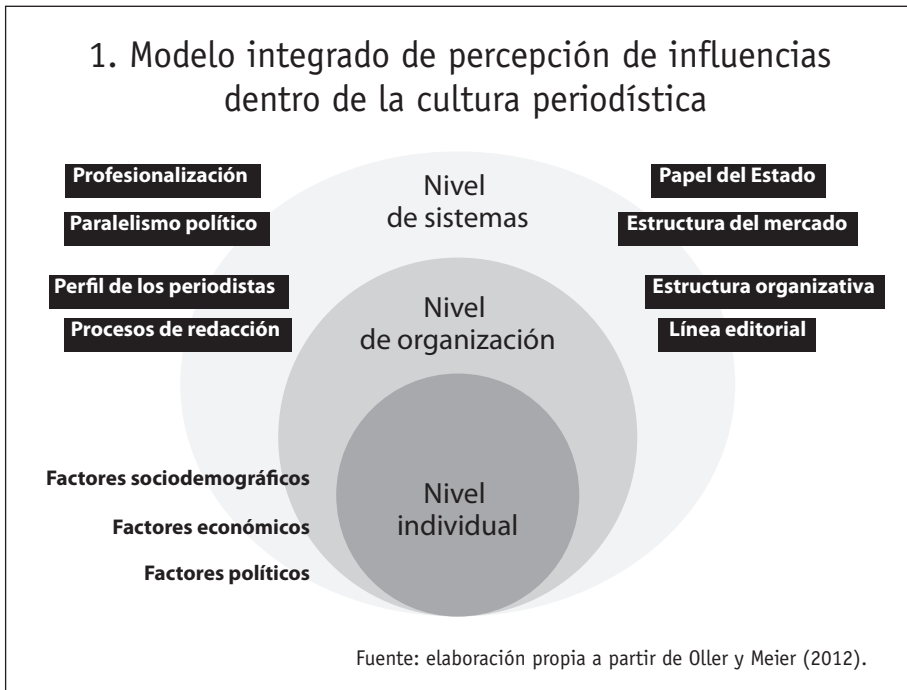 1. Modelo integrado de percepción de influencias
dentro de la cultura periodística
Profesionalización
Paralelismo político
Perfil de los periodistas
Procesos de redacción
Nivel
de sistemas
Papel del Estado
Estructura del mercado
Estructura organizativa
Línea editorial
Nivel
de organización
Factores sociodemográficos
Factores económicos
Factores políticos
Nivel
individual
Fuente: elaboración propia a partir de Oller y Meier (2012).